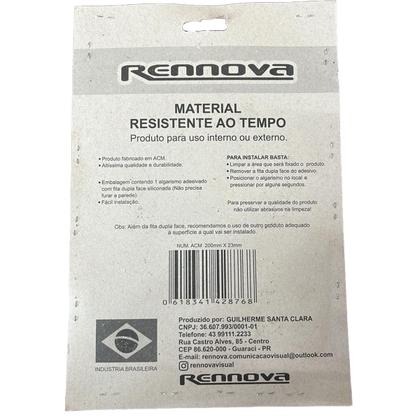 RENNOVA
MATERIAL
RESISTENTE AO TEMPO
Produto para uso interno ou externo.
• Produto fabricado em ACM.
• Altíssima qualidade e durabilidade.
• Embalagem contendo 1 algarismo adesivado
com fita dupla face siliconada (Não precisa
furar a parede)
• Fácil instalação.
PARA INSTALAR BASTA:
• Limpar a área que será fixado o produto.
• Remover a fita dupla face do adesivo.
• Posicionar o algarismo no local e
pressionar por alguns segundos.
Para preservar a qualidade do produto
não utilizar abrasivos na limpeza!
Obs: Além da fita dupla face, recomendamos o uso de outro produto adequado
à superfície a qual vai ser instalado.
NUM. ACM 200mm X 23mm
0 618341 428768
INDÚSTRIA BRASILEIRA
Produzido por: GUILHERME SANTA CLARA
CNPJ: 36.607.993/0001-01
Telefone: 43 99111.2233
Rua Castro Alves, 85 - Centro
CEP 86.620-000 - Guaraci - PR
E-mail: rennova.comunicacaovisual@outlook.com
rennovavisual
RENNOVA